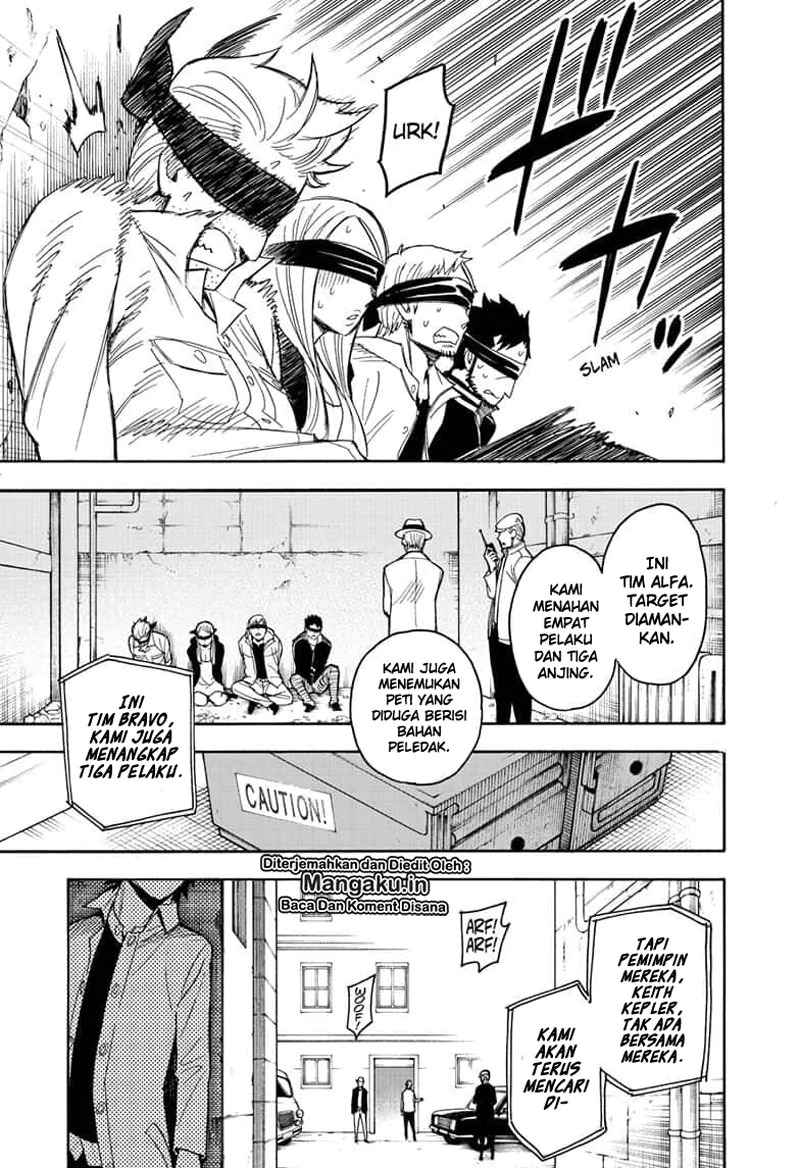 URK!
ドドッ
SLAM
INI
TIM ALFA.
TARGET
DIAMAN-
KAN.
KAMI
MENAHAN
EMPAT
PELAKU
DAN TIGA
ANJING.
KAMI JUGA
MENEMUKAN
PETI YANG
DIDUGA BERISI
BAHAN
PELEDAK.
INI
TIM BRAVO,
KAMI JUGA
MENANGKAP
TIGA PELAKU.
CAUTION!
Diterjemahkan dan Diedit Oleh :
Mangaku.in
Baca Dan Koment Disana
ARF!
ARF!
TAPI
PEMIMPIN
MEREKA,
KEITH
KEPLER,
TAK ADA
BERSAMA
MEREKA.
WOOF!
KAMI
AKAN
TERUS
MENCARI
DI-